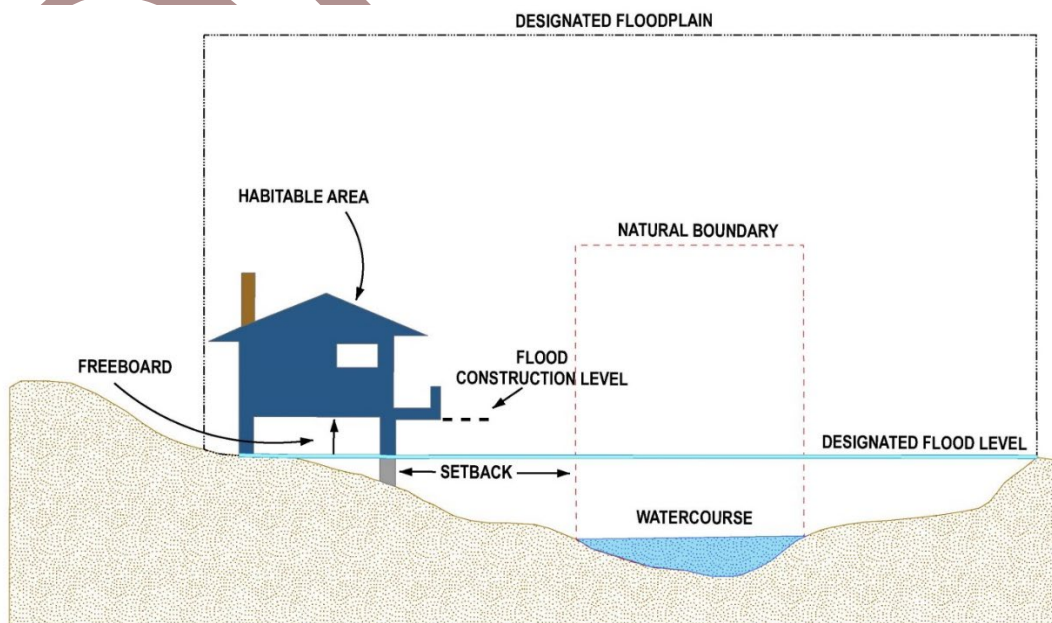 DESIGNATED FLOODPLAIN
HABITABLE AREA
NATURAL BOUNDARY
FREEBOARD
FLOOD
CONSTRUCTION LEVEL
DESIGNATED FLOOD LEVEL
SETBACK
WATERCOURSE